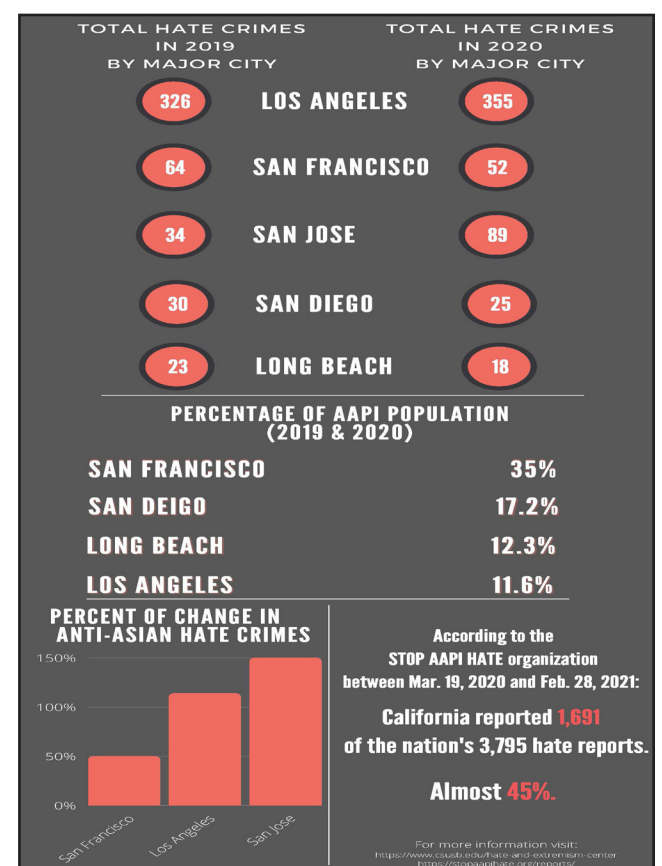 TOTAL HATE CRIMES
IN 2019
BY MAJOR CITY
TOTAL HATE CRIMES
IN 2020
BY MAJOR CITY
326 LOS ANGELES 355
64 SAN FRANCISCO 52
34 SAN JOSE 89
30 SAN DIEGO 25
23 LONG BEACH 18
PERCENTAGE OF AAPI POPULATION
(2019 & 2020)
SAN FRANCISCO 35%
SAN DEIGO 17.2%
LONG BEACH 12.3%
LOS ANGELES 11.6%
PERCENT OF CHANGE IN
ANTI-ASIAN HATE CRIMES
150%
100%
50%
0%
San Francisco
Los Angeles
San Jose
According to the
STOP AAPI HATE organization
between Mar. 19, 2020 and Feb. 28, 2021:
California reported 1,691
of the nation's 3,795 hate reports.
Almost 45%.
For more information visit:
https://www.csusb.edu/hate-and-extremism-center
https://stopaapihate.org/reports/